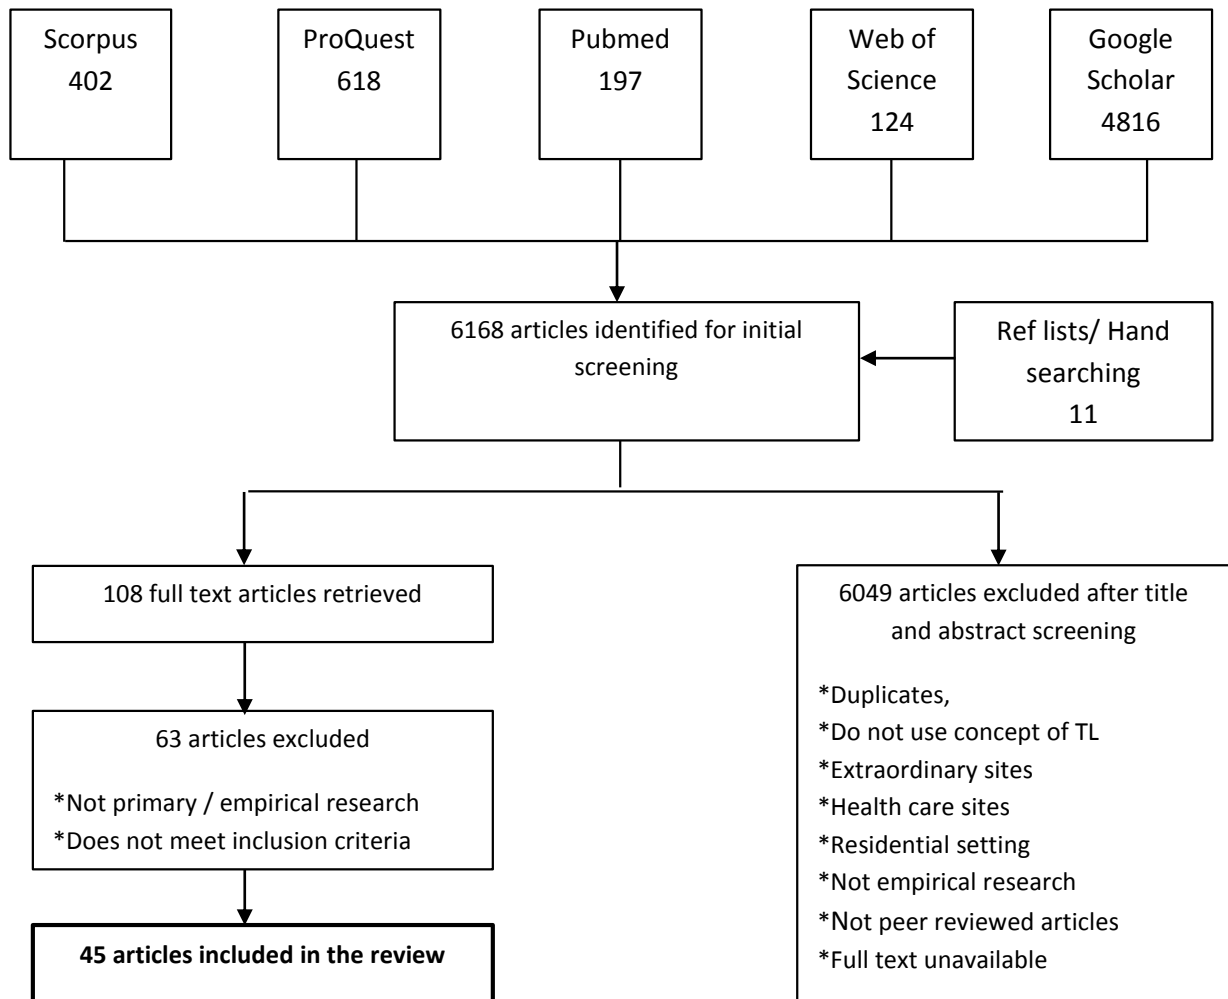 Scorpus
402
ProQuest
618
Pubmed
197
Web of
Science
124
Google
Scholar
4816
6168 articles identified for initial
screening
Ref lists/ Hand
searching
11
108 full text articles retrieved
63 articles excluded
*Not primary / empirical research
*Does not meet inclusion criteria
45 articles included in the review
6049 articles excluded after title
and abstract screening
*Duplicates,
*Do not use concept of TL
*Extraordinary sites
*Health care sites
*Residential setting
*Not empirical research
*Not peer reviewed articles
*Full text unavailable